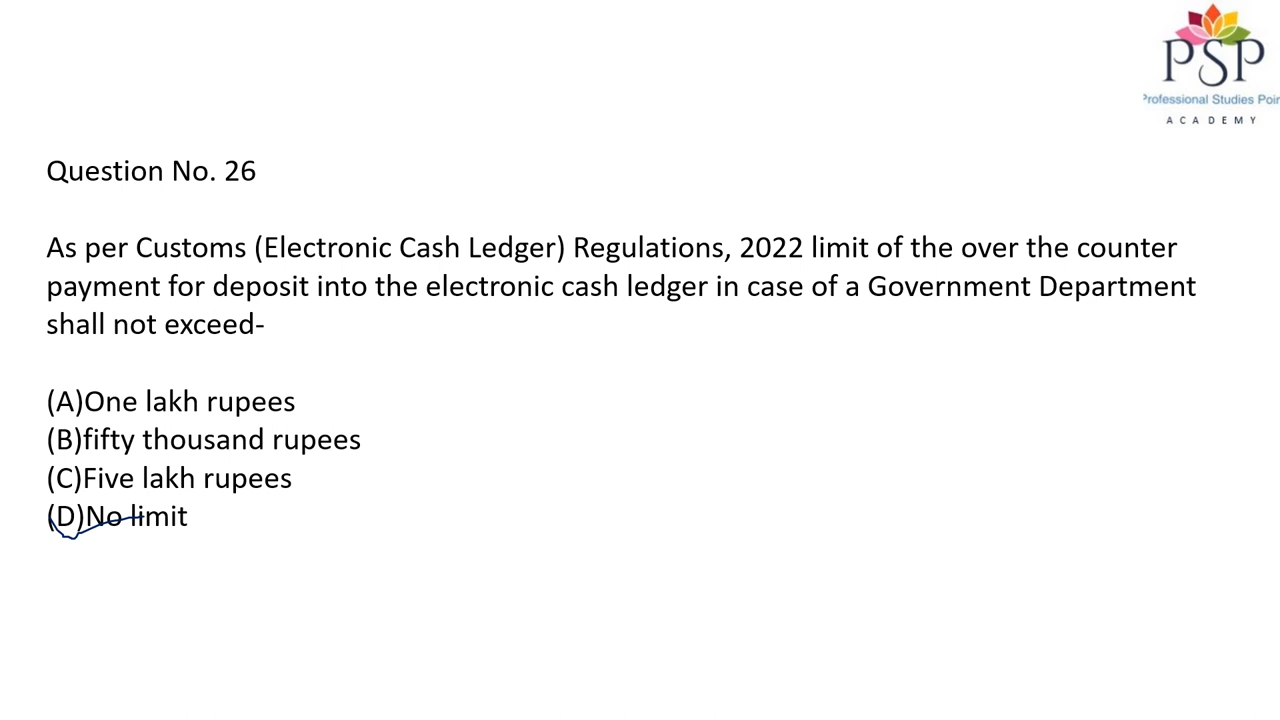 PSP
Professional Studies Poin
ACADEMY
Question No. 26
As per Customs (Electronic Cash Ledger) Regulations, 2022 limit of the over the counter
payment for deposit into the electronic cash ledger in case of a Government Department
shall not exceed-
(A)One lakh rupees
(B)fifty thousand rupees
(C)Five lakh rupees
(D)No limit